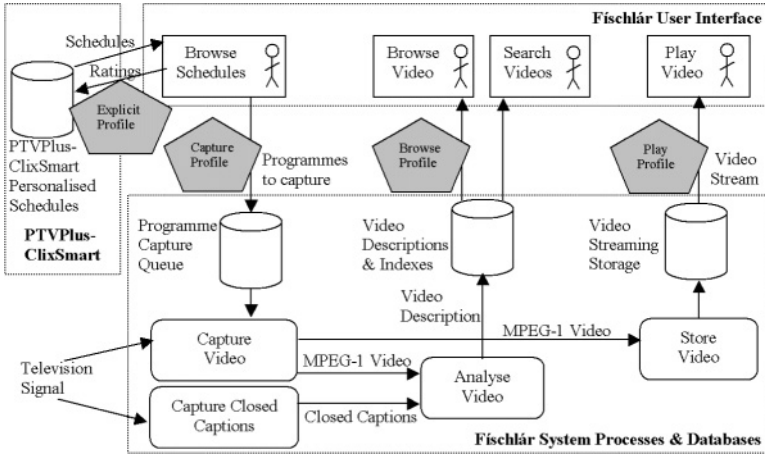 Físchlár User Interface
Schedules
Ratings
Browse
Schedules
Browse
Video
Search
Videos
Play
Video
Explicit
Profile
PTVPlus-
ClixSmart
Personalised
Schedules
PTVPlus-
ClixSmart
Capture
Profile
Programmes
to capture
Browse
Profile
Play
Profile
Video
Stream
Programme
Capture
Queue
Video
Descriptions
& Indexes
Video
Streaming
Storage
Video
Description
MPEG-1 Video
Capture
Video
Store
Video
MPEG-1 Video
Television
Signal
Analyse
Video
Capture Closed
Captions
Closed Captions
Físchlár System Processes & Databases